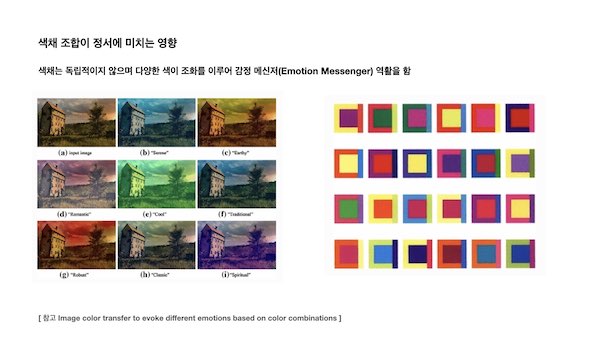 색채 조합이 정서에 미치는 영향
색채는 독립적이지 않으며 다양한 색이 조화를 이루어 감정 메신저(Emotion Messenger) 역활을 함
(a) Input image
(b) "Serene"
(c) "Earthy"
(d) "Romantic"
(e) "Cool"
(f) "Traditional"
(g) "Robust"
(h) "Classic"
(i) "Spiritual"
[ 참고 Image color transfer to evoke different emotions based on color combinations ]